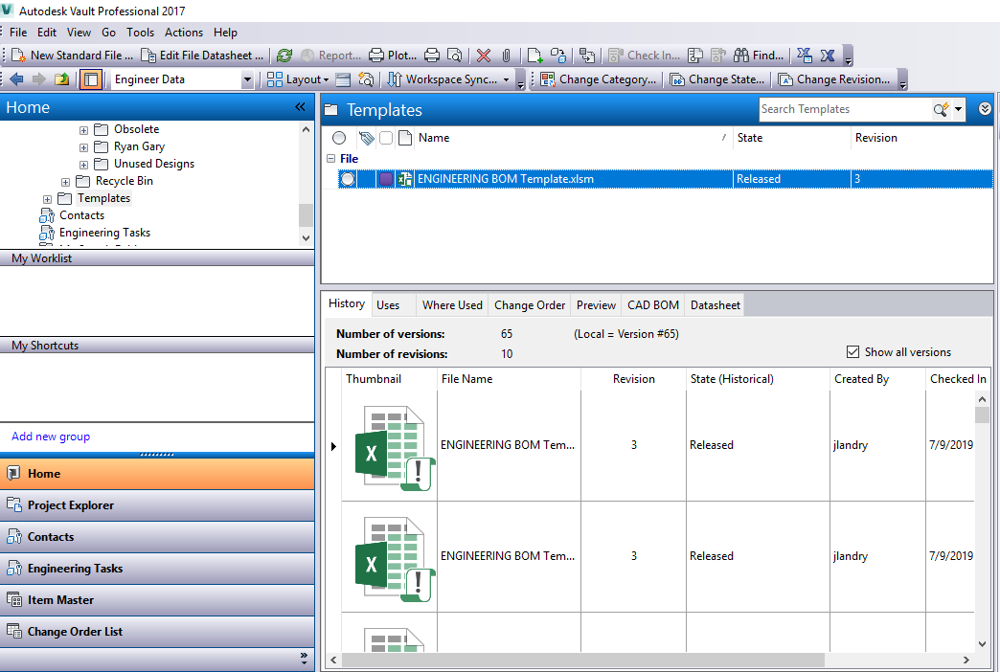 Autodesk Vault Professional 2017
File Edit View Go Tools Actions Help
New Standard File ... Edit File Datasheet ... Report... Plot... Check In... Find...
Engineer Data Layout Workspace Sync... Change Category... Change State... Change Revision...
Home
Obsolete
Ryan Gary
Unused Designs
Recycle Bin
Templates
Contacts
Engineering Tasks
My Worklist
My Shortcuts
Add new group
Home
Project Explorer
Contacts
Engineering Tasks
Item Master
Change Order List
Templates Search Templates
Name / State Revision
File
ENGINEERING BOM Template.xlsm Released 3
History Uses Where Used Change Order Preview CAD BOM Datasheet
Number of versions: 65 (Local = Version #65)
Number of revisions: 10 Show all versions
Thumbnail File Name Revision State (Historical) Created By Checked In
X ! ENGINEERING BOM Tem... 3 Released jlandry 7/9/2019
X ! ENGINEERING BOM Tem... 3 Released jlandry 7/9/2019